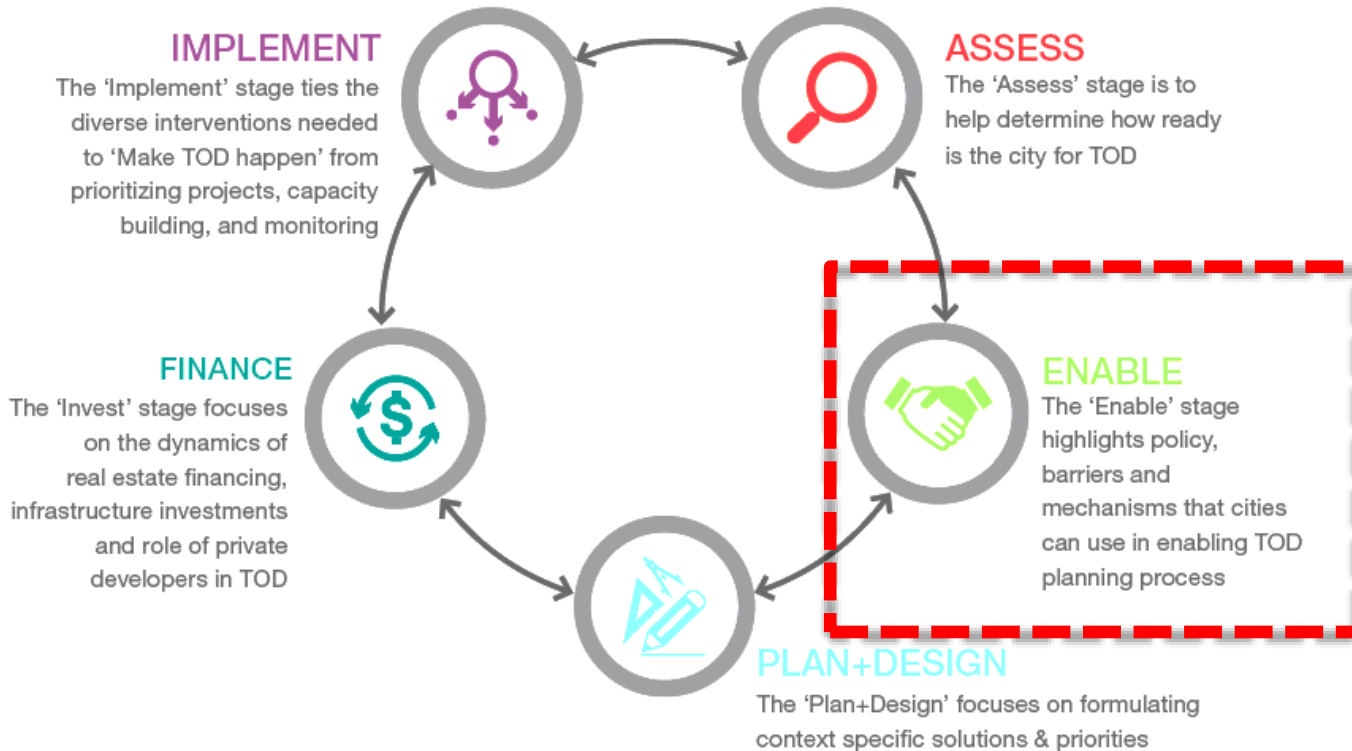 IMPLEMENT
The ‘Implement’ stage ties the
diverse interventions needed
to ‘Make TOD happen’ from
prioritizing projects, capacity
building, and monitoring
ASSESS
The ‘Assess’ stage is to
help determine how ready
is the city for TOD
FINANCE
The ‘Invest’ stage focuses
on the dynamics of
real estate financing,
infrastructure investments
and role of private
developers in TOD
$
ENABLE
The ‘Enable’ stage
highlights policy,
barriers and
mechanisms that cities
can use in enabling TOD
planning process
PLAN+DESIGN
The ‘Plan+Design’ focuses on formulating
context specific solutions & priorities